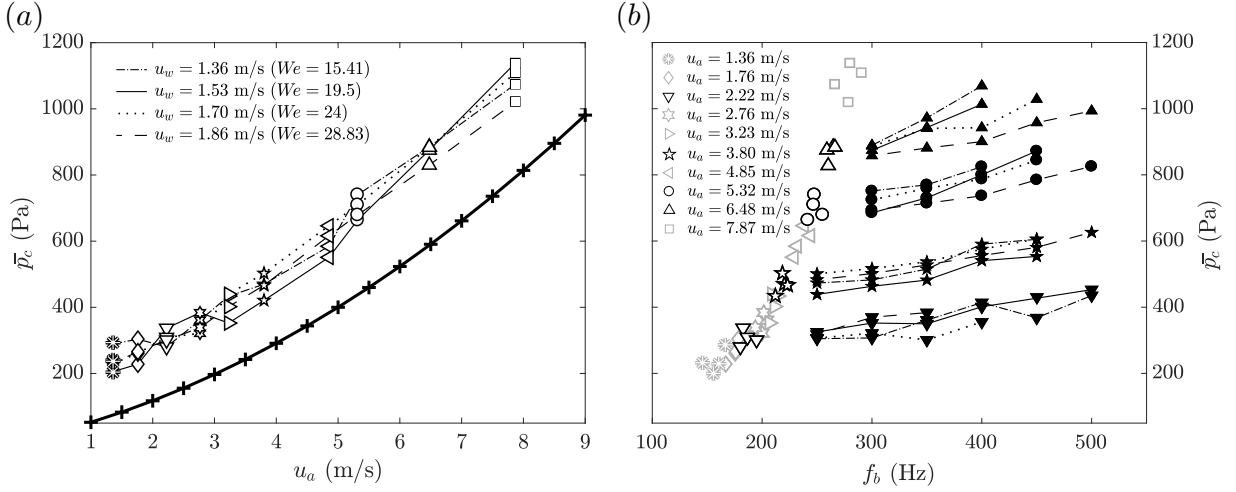 (a)
(b)
1200
1000
800
600
400
200
p̅c (Pa)
u_w = 1.36 m/s (We = 15.41)
u_w = 1.53 m/s (We = 19.5)
u_w = 1.70 m/s (We = 24)
u_w = 1.86 m/s (We = 28.83)
1 2 3 4 5 6 7 8 9
u_a (m/s)
u_a = 1.36 m/s
u_a = 1.76 m/s
u_a = 2.22 m/s
u_a = 2.76 m/s
u_a = 3.23 m/s
u_a = 3.80 m/s
u_a = 4.85 m/s
u_a = 5.32 m/s
u_a = 6.48 m/s
u_a = 7.87 m/s
100 200 300 400 500
f_b (Hz)
1200
1000
800
600
400
200
p̅c (Pa)